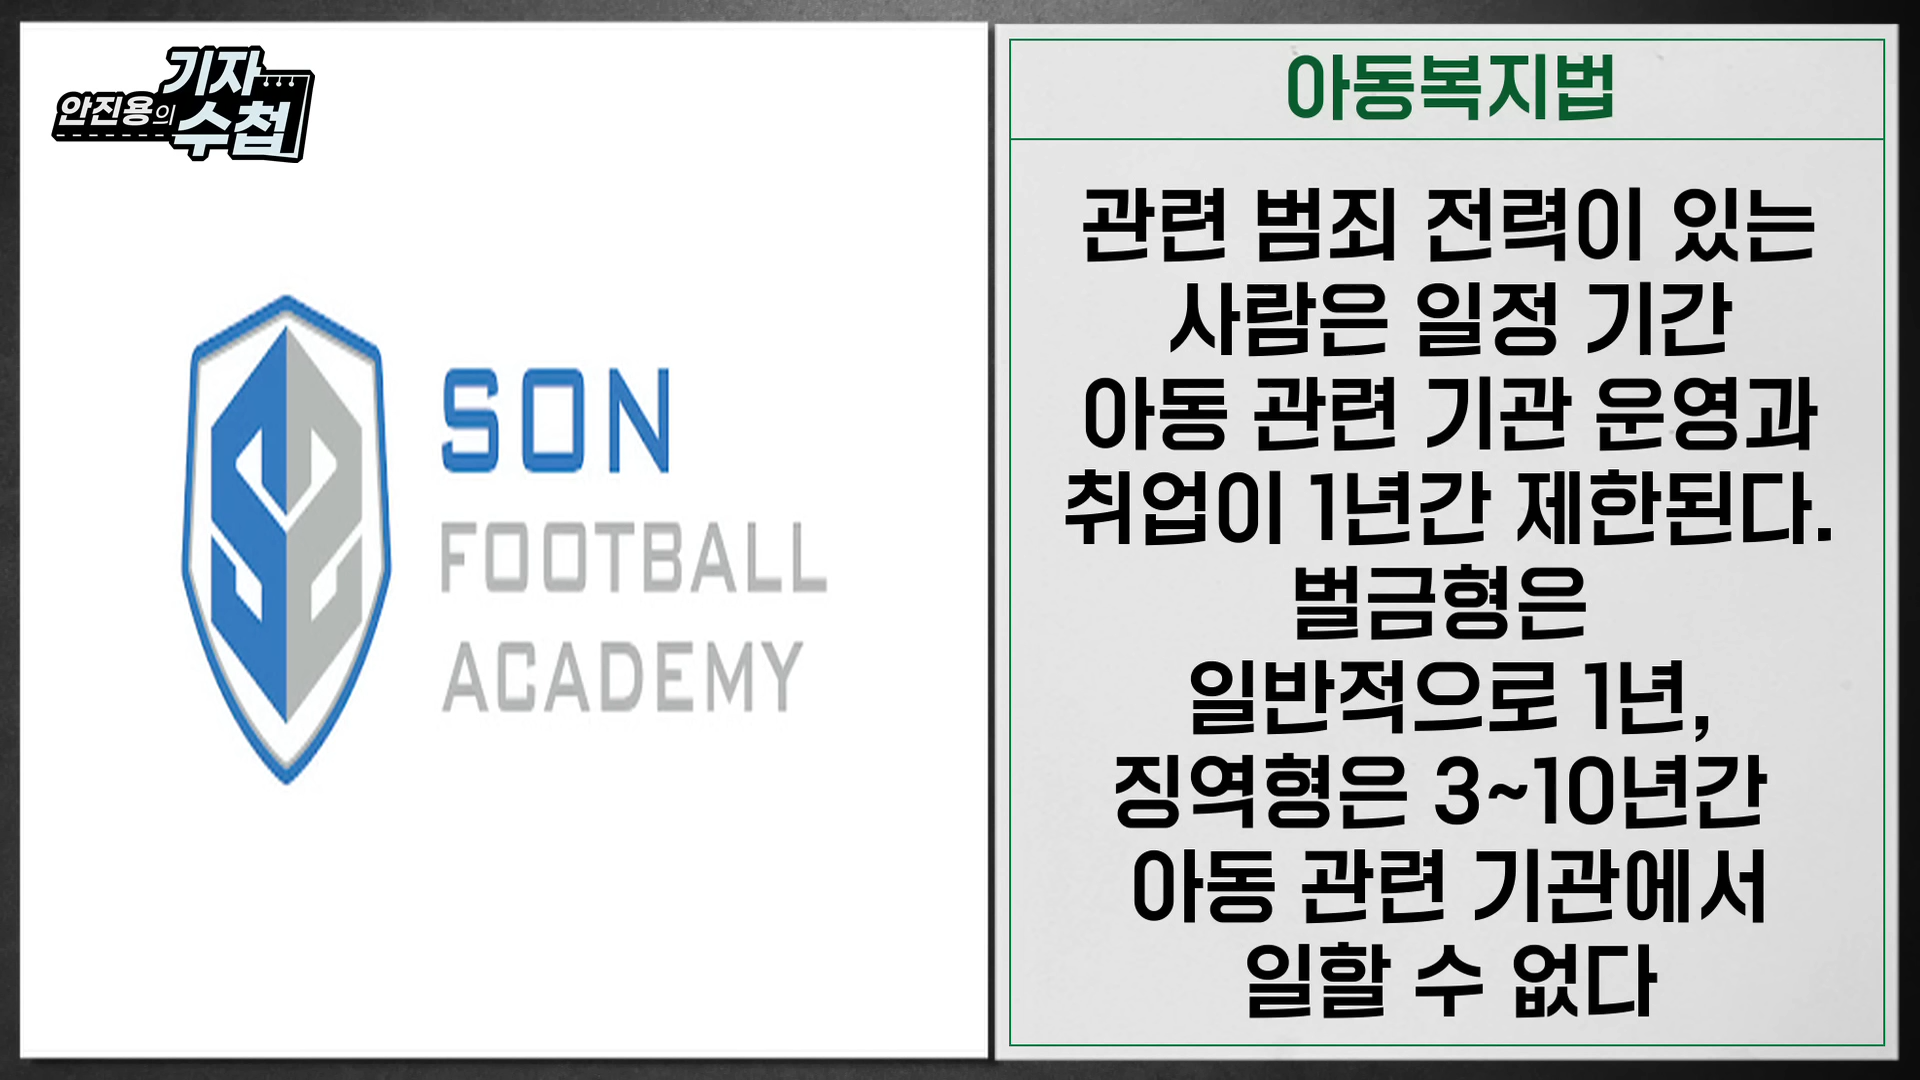 안진용의
기자
수첩
SON
FOOTBALL
ACADEMY
아동복지법
관련 범죄 전력이 있는
사람은 일정 기간
아동 관련 기관 운영과
취업이 1년간 제한된다.
벌금형은
일반적으로 1년,
징역형은 3~10년간
아동 관련 기관에서
일할 수 없다